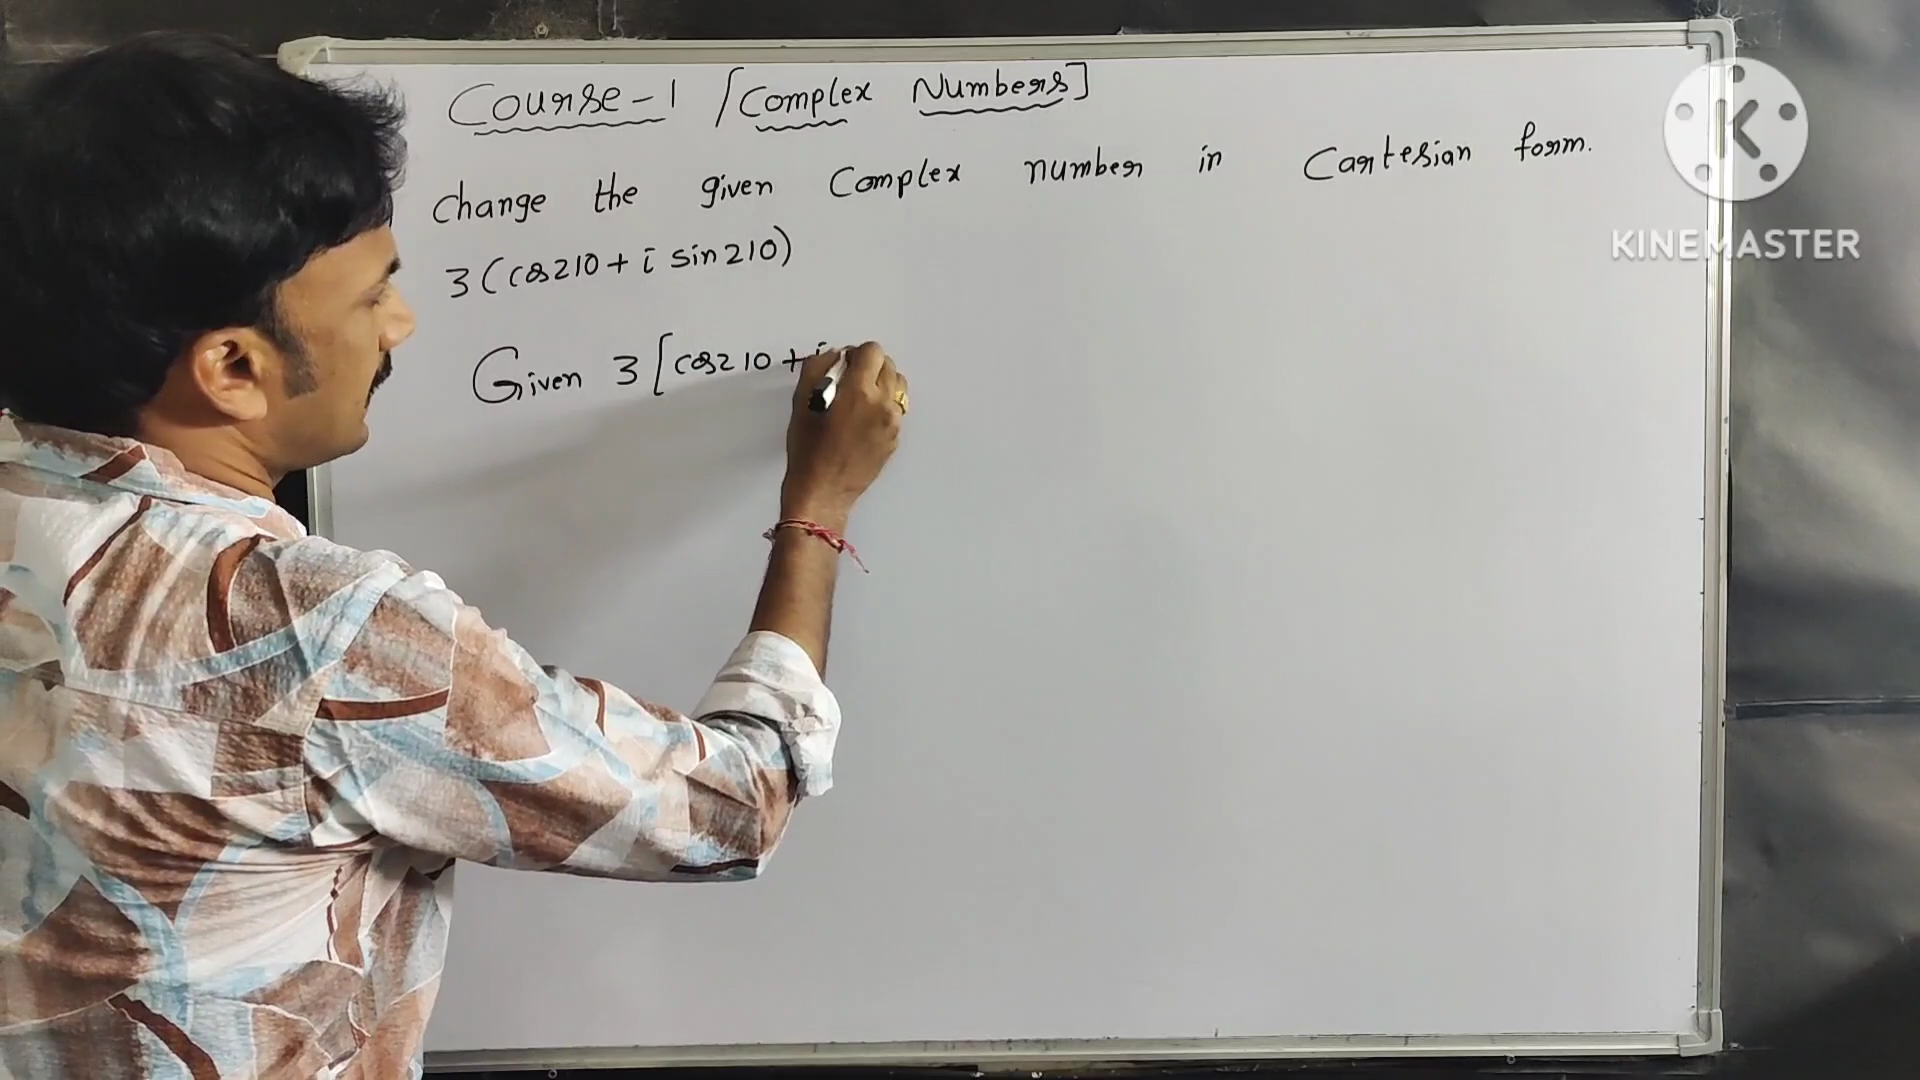 Course-1 [Complex Numbers]
Change the given Complex number in Cartesian form.
3(cos210 + i sin210)
Given 3[cos210 + i
K
KINEMASTER